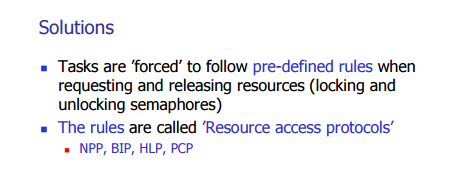 Solutions
Tasks are ’forced’ to follow pre-defined rules when
requesting and releasing resources (locking and
unlocking semaphores)
The rules are called ’Resource access protocols’
NPP, BIP, HLP, PCP